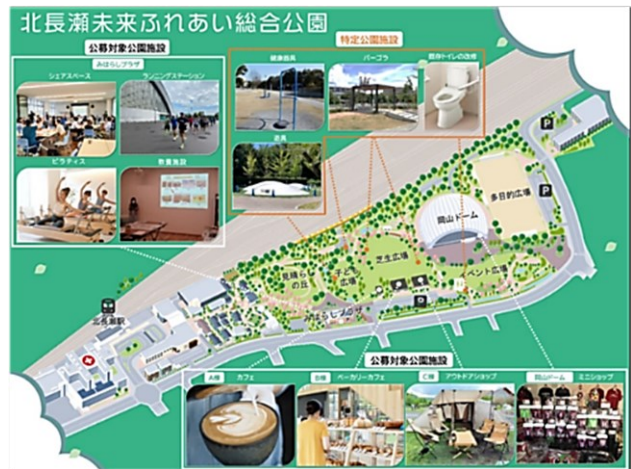 北長瀬未来ふれあい総合公園
公募対象公園施設
みはらしプラザ
シェアスペース
ランニングステーション
ピラティス
教養施設
特定公園施設
健康器具
パーゴラ
既存トイレの改修
遊具
P
P
多目的広場
岡山ドーム
芝生広場
子ども
広場
見晴ら
の丘
イベント広場
みはらしプラザ
北長瀬駅
公募対象公園施設
A棟
カフェ
B棟
ベーカリーカフェ
C棟
アウトドアショップ
岡山ドーム
ミニショップ